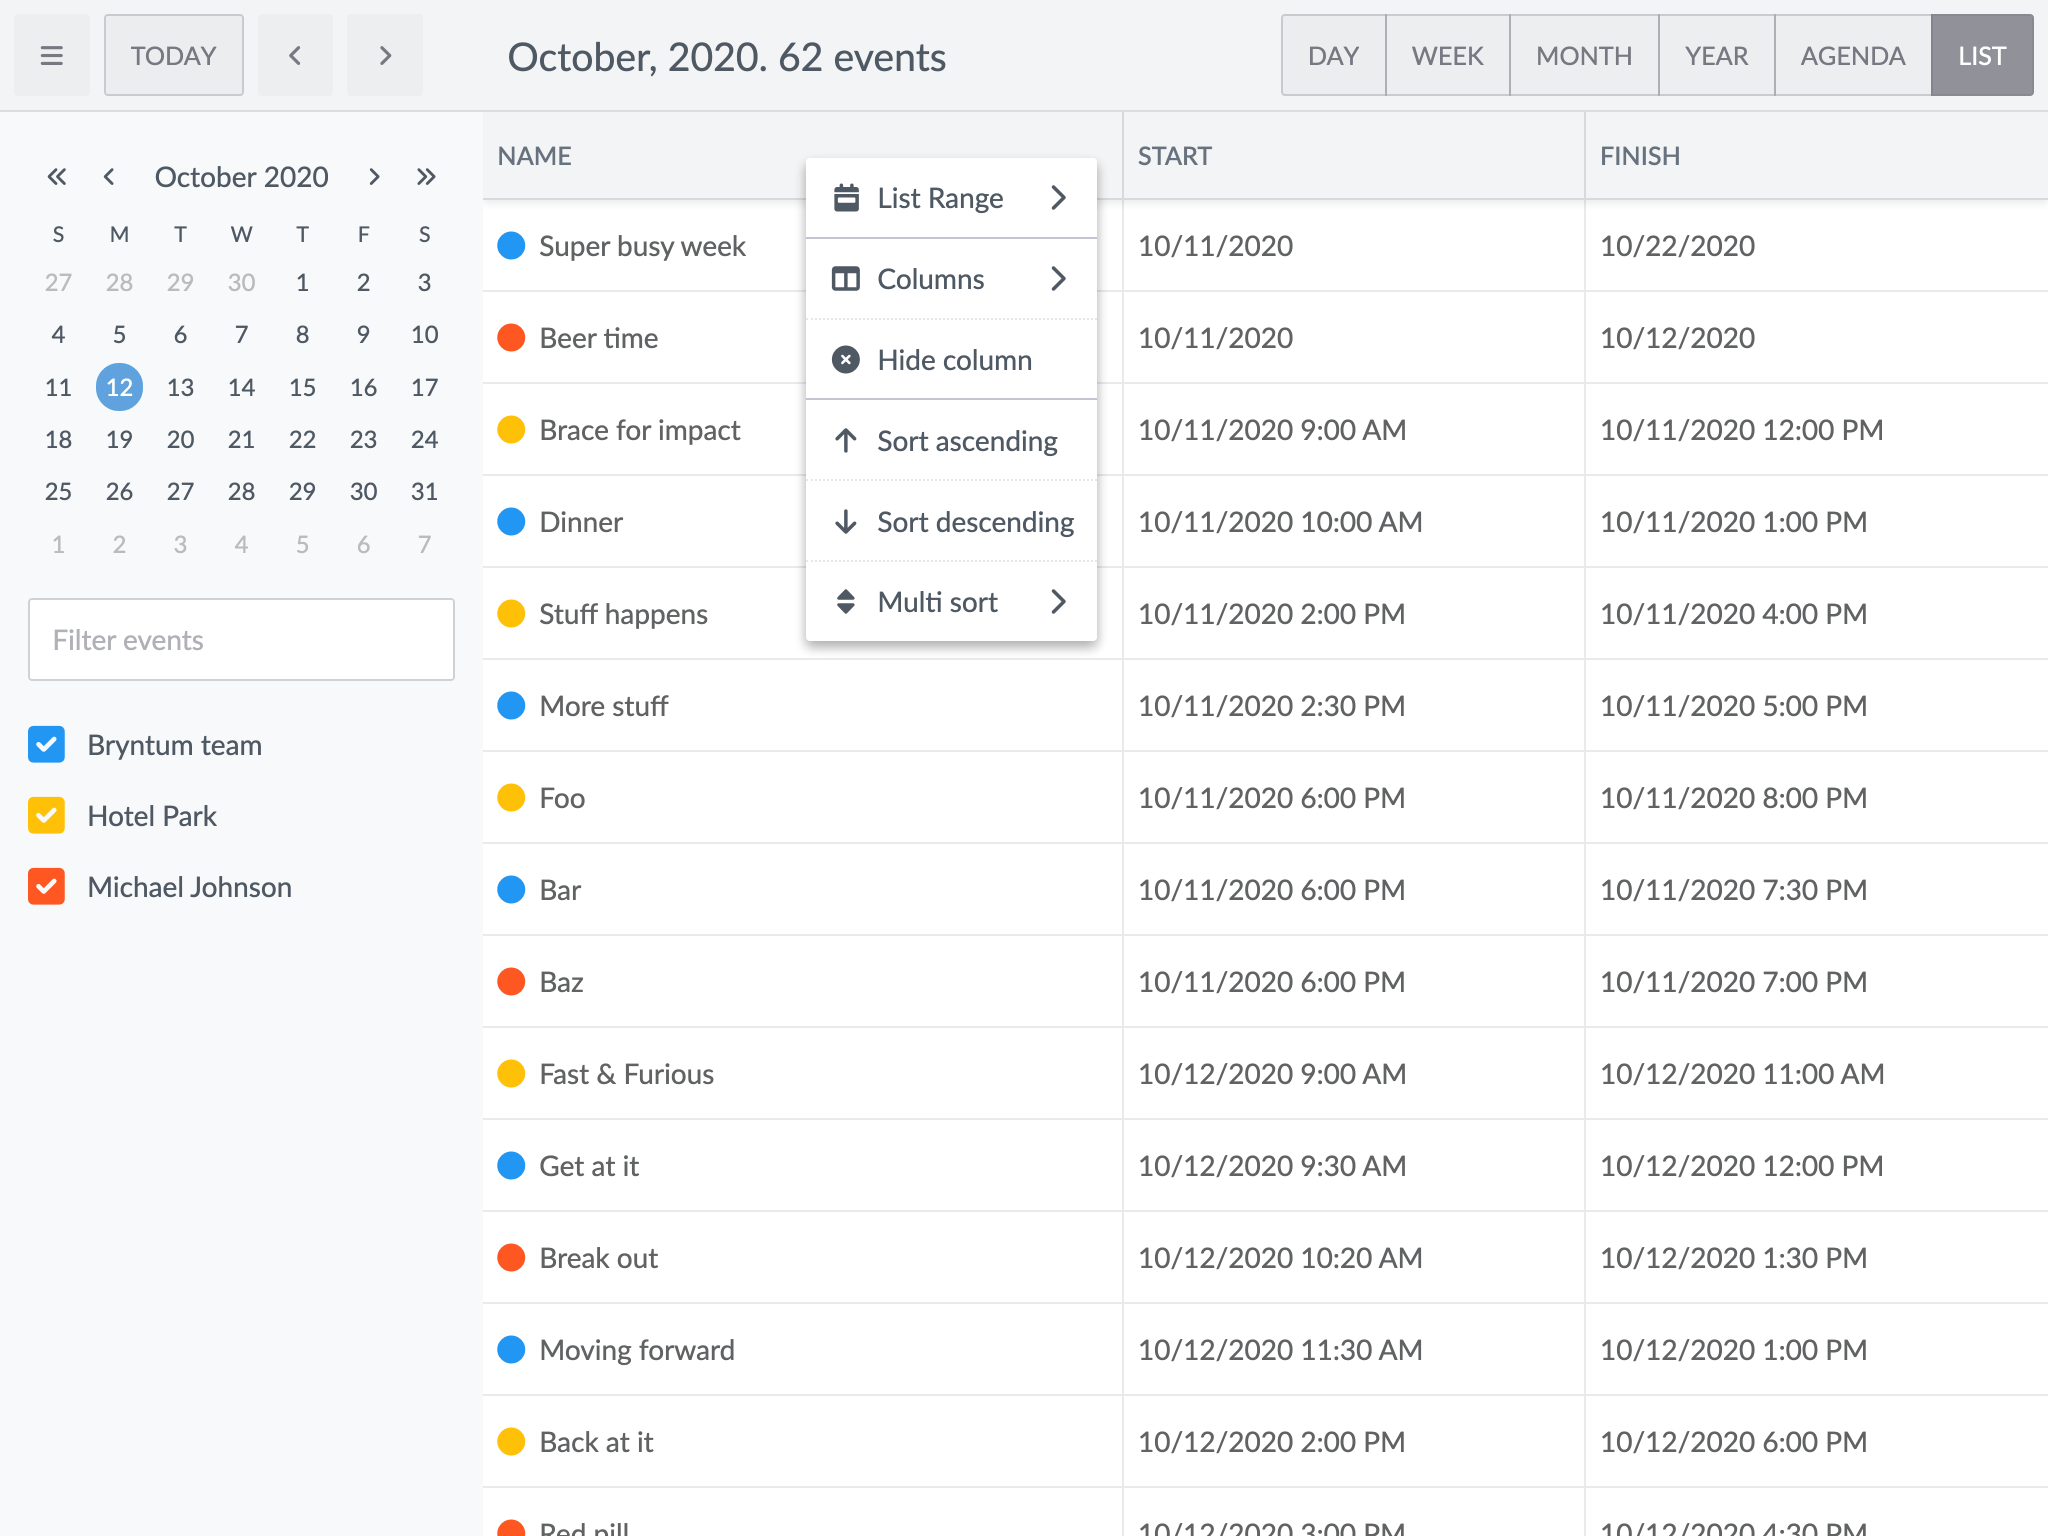 TODAY
October, 2020. 62 events
DAY WEEK MONTH YEAR AGENDA LIST
October 2020
S M T W T F S
27 28 29 30 1 2 3
4 5 6 7 8 9 10
11 12 13 14 15 16 17
18 19 20 21 22 23 24
25 26 27 28 29 30 31
1 2 3 4 5 6 7
Filter events
Bryntum team
Hotel Park
Michael Johnson
NAME START FINISH
Super busy week 10/11/2020 10/22/2020
Beer time 10/11/2020 10/12/2020
Brace for impact 10/11/2020 9:00 AM 10/11/2020 12:00 PM
Dinner 10/11/2020 10:00 AM 10/11/2020 1:00 PM
Stuff happens 10/11/2020 2:00 PM 10/11/2020 4:00 PM
More stuff 10/11/2020 2:30 PM 10/11/2020 5:00 PM
Foo 10/11/2020 6:00 PM 10/11/2020 8:00 PM
Bar 10/11/2020 6:00 PM 10/11/2020 7:30 PM
Baz 10/11/2020 6:00 PM 10/11/2020 7:00 PM
Fast & Furious 10/12/2020 9:00 AM 10/12/2020 11:00 AM
Get at it 10/12/2020 9:30 AM 10/12/2020 12:00 PM
Break out 10/12/2020 10:20 AM 10/12/2020 1:30 PM
Moving forward 10/12/2020 11:30 AM 10/12/2020 1:00 PM
Back at it 10/12/2020 2:00 PM 10/12/2020 6:00 PM
Red pill 10/12/2020 3:00 PM 10/12/2020 4:30 PM
List Range
Columns
Hide column
Sort ascending
Sort descending
Multi sort